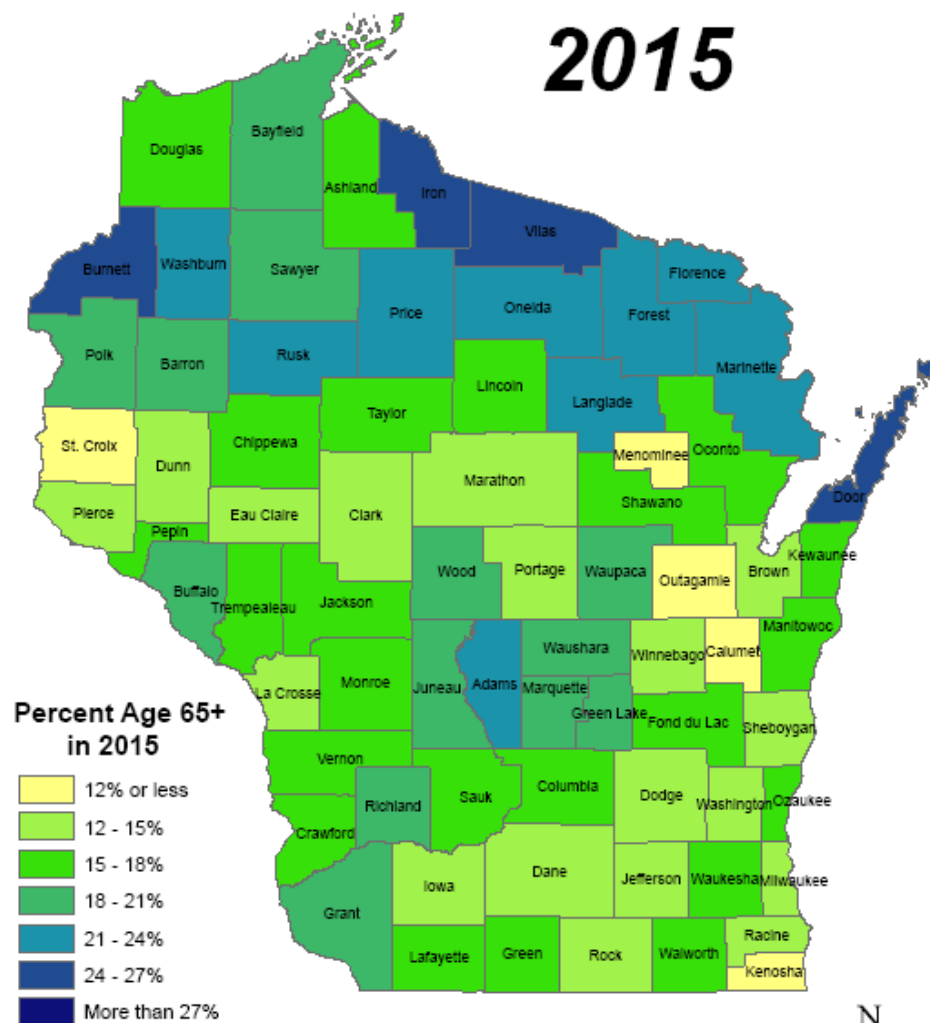 2015
Bayfield
Douglas
Ashland
Iron
Vilas
Burnett
Washburn
Sawyer
Florence
Price
Oneida
Forest
Polk
Barron
Rusk
Marinette
Lincoln
Langlade
Taylor
St. Croix
Chippewa
Oconto
Menominee
Dunn
Marathon
Door
Shawano
Pierce
Eau Claire
Clark
Pepin
Kewaunee
Wood
Portage
Waupaca
Outagamie
Brown
Buffalo
Trempealeau
Jackson
Manitowoc
Waushara
Winnebago
Calumet
La Crosse
Monroe
Juneau
Adams
Marquette
Green Lake
Fond du Lac
Sheboygan
Percent Age 65+
in 2015
Vernon
Columbia
12% or less
Richland
Sauk
Dodge
Washington
Ozaukee
12 - 15%
Crawford
15 - 18%
Dane
Iowa
Jefferson
Waukesha
Milwaukee
18 - 21%
Grant
Racine
21 - 24%
Lafayette
Green
Rock
Walworth
Kenosha
24 - 27%
More than 27%
N